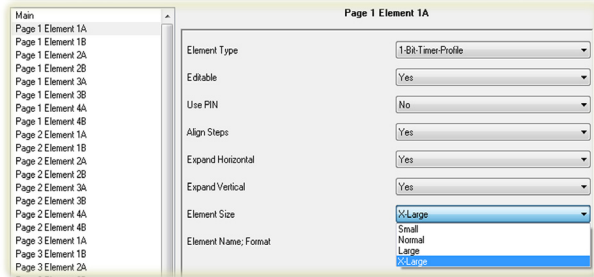 Main
Page 1 Element 1A
Page 1 Element 1B
Page 1 Element 2A
Page 1 Element 2B
Page 1 Element 3A
Page 1 Element 3B
Page 1 Element 4A
Page 1 Element 4B
Page 2 Element 1A
Page 2 Element 1B
Page 2 Element 2A
Page 2 Element 2B
Page 2 Element 3A
Page 2 Element 3B
Page 2 Element 4A
Page 2 Element 4B
Page 3 Element 1A
Page 3 Element 1B
Page 3 Element 2A
Page 1 Element 1A
Element Type 1-Bit-Timer-Profile
Editable Yes
Use PIN No
Align Steps Yes
Expand Horizontal Yes
Expand Vertical Yes
Element Size X-Large
Small
Normal
Large
X-Large
Element Name; Format